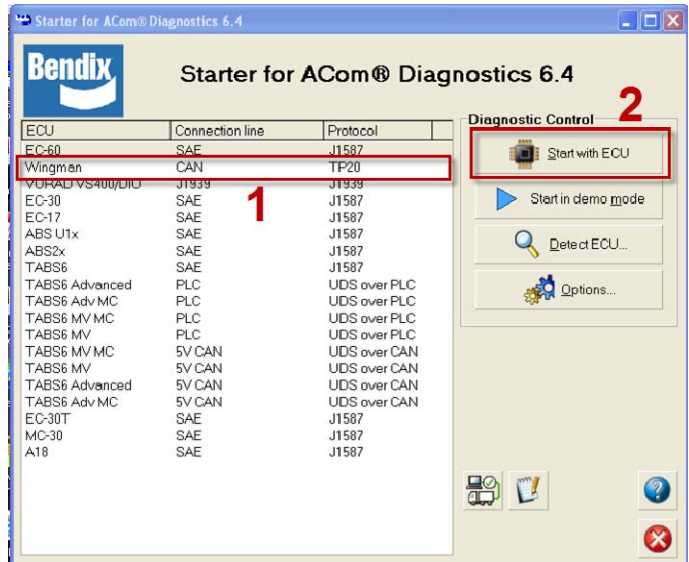 Starter for ACom® Diagnostics 6.4
Bendix
Starter for ACom® Diagnostics 6.4
Diagnostic Control
2
ECU Connection line Protocol
EC-60 SAE J1587
Wingman CAN TP20
VORAD VS400/DIO J1939 J1939
EC-30 SAE J1587
EC-17 SAE J1587
ABS U1x SAE J1587
ABS2x SAE J1587
TABS6 SAE J1587
TABS6 Advanced PLC UDS over PLC
TABS6 Adv MC PLC UDS over PLC
TABS6 MV MC PLC UDS over PLC
TABS6 MV PLC UDS over PLC
TABS6 MV MC 5V CAN UDS over CAN
TABS6 MV 5V CAN UDS over CAN
TABS6 Advanced 5V CAN UDS over CAN
TABS6 Adv MC 5V CAN UDS over CAN
EC-30T SAE J1587
MC-30 SAE J1587
A18 SAE J1587
1
Start with ECU
Start in demo mode
Detect ECU...
Options...